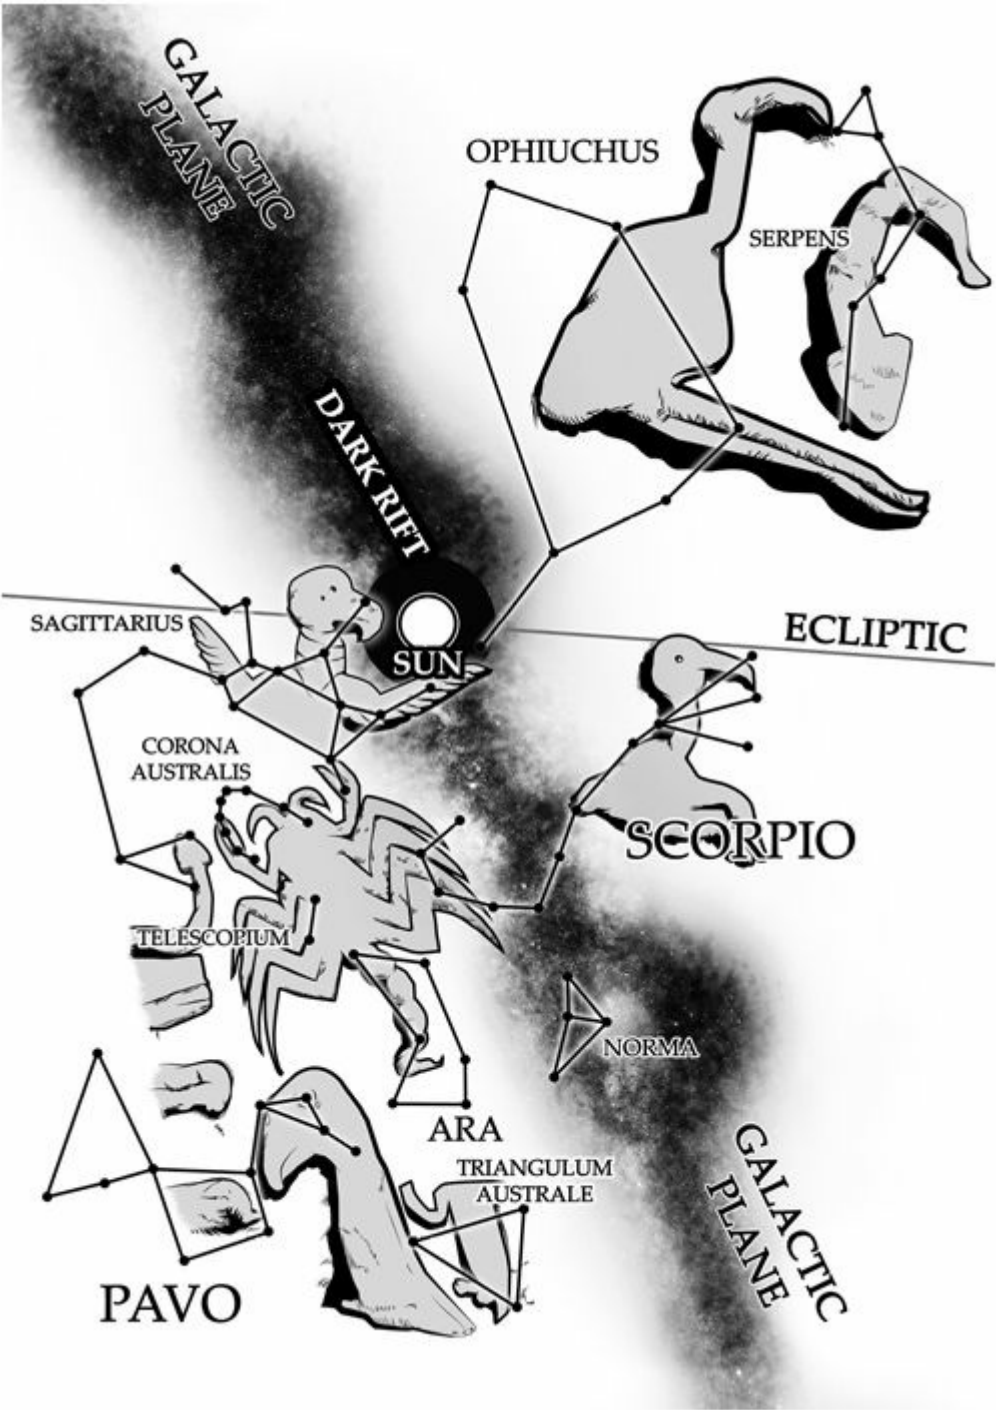 GALACTIC
PLANE
OPHIUCHUS
SERPENS
DARK RIFT
SAGITTARIUS
SUN
ECLIPTIC
CORONA
AUSTRALIS
SCORPIO
TELESCOPIUM
NORMA
ARA
TRIANGULUM
AUSTRALE
GALACTIC
PLANE
PAVO